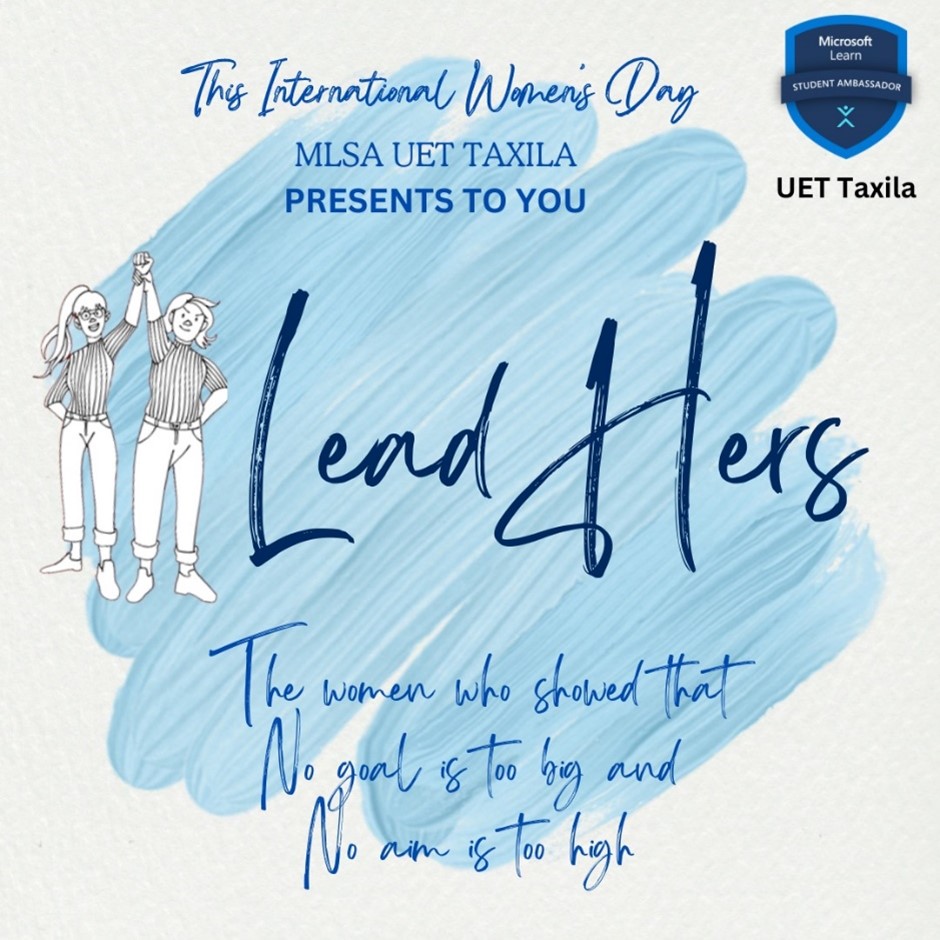 This International Women's Day
MLSA UET TAXILA
PRESENTS TO YOU
Microsoft
Learn
STUDENT AMBASSADOR
UET Taxila
Lead Hers
The women who showed that
No goal is too big and
No aim is too high